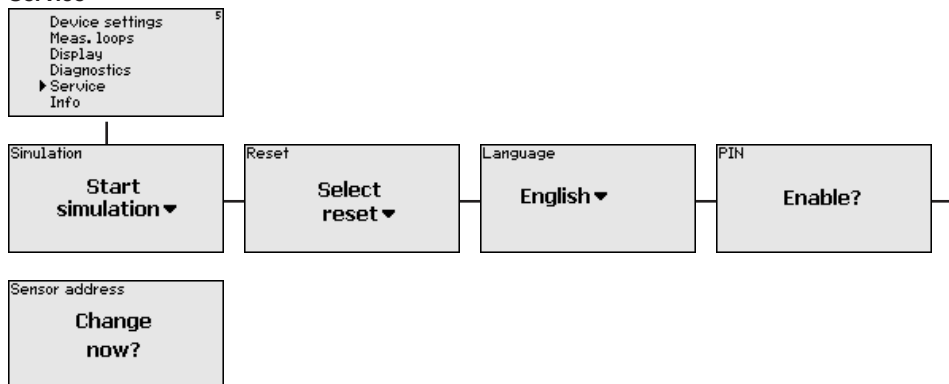 Service
Device settings
5
Meas. loops
Display
Diagnostics
Service
Info
Simulation
Start
simulation
Reset
Select
reset
Language
English
PIN
Enable?
Sensor address
Change
now?